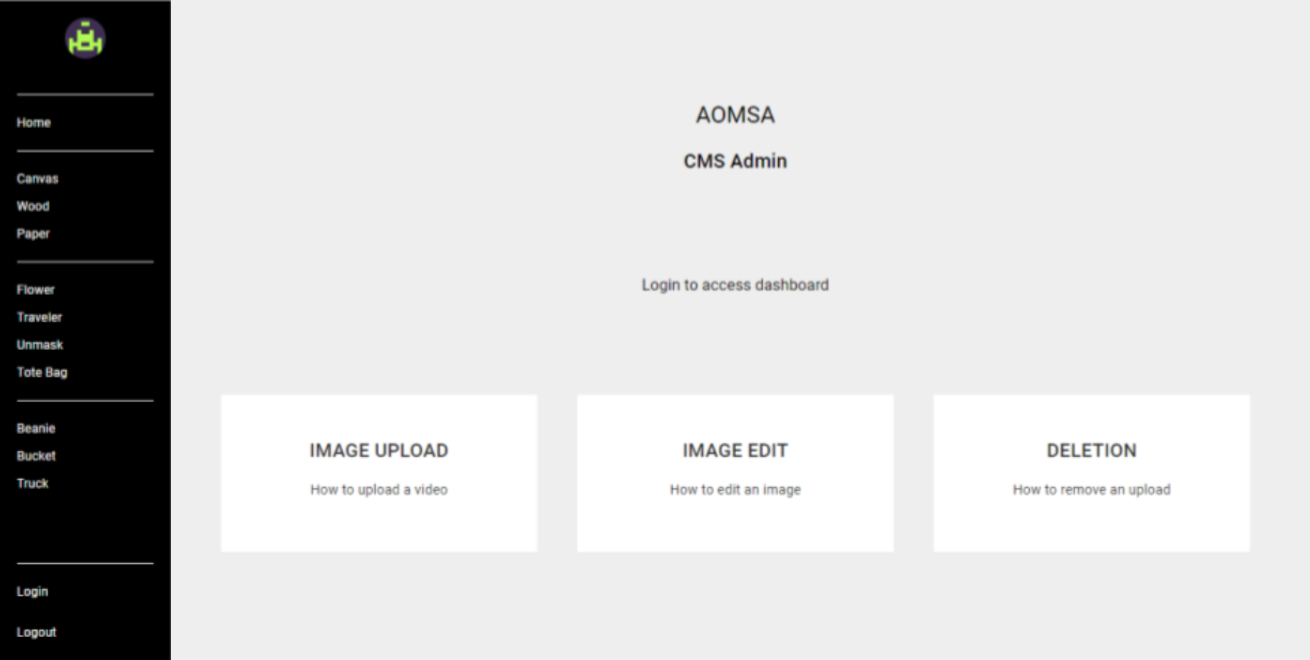 Home
Canvas
Wood
Paper
Flower
Traveler
Unmask
Tote Bag
Beanie
Bucket
Truck
Login
Logout
AOMSA
CMS Admin
Login to access dashboard
IMAGE UPLOAD
How to upload a video
IMAGE EDIT
How to edit an image
DELETION
How to remove an upload